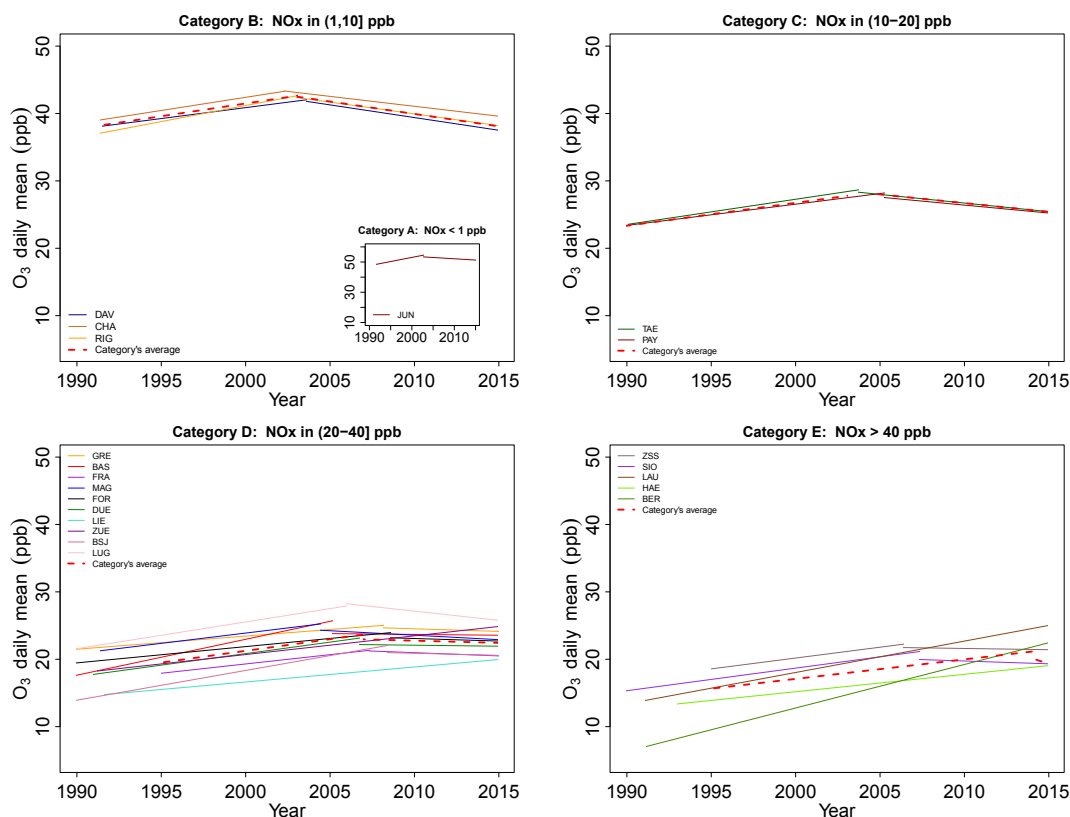 Category B: NOx in (1,10] ppb
O3 daily mean (ppb)
50
40
30
20
10
Category A: NOx < 1 ppb
50
30
10
JUN
1990 2000 2010
DAV
CHA
RIG
Category's average
1990 1995 2000 2005 2010 2015
Year
Category C: NOx in (10−20] ppb
O3 daily mean (ppb)
50
40
30
20
10
TAE
PAY
Category's average
1990 1995 2000 2005 2010 2015
Year
Category D: NOx in (20−40] ppb
O3 daily mean (ppb)
50
40
30
20
10
GRE
BAS
FRA
MAG
FOR
DUE
LIE
ZUE
BSJ
LUG
Category's average
1990 1995 2000 2005 2010 2015
Year
Category E: NOx > 40 ppb
O3 daily mean (ppb)
50
40
30
20
10
ZSS
SIO
LAU
HAE
BER
Category's average
1990 1995 2000 2005 2010 2015
Year